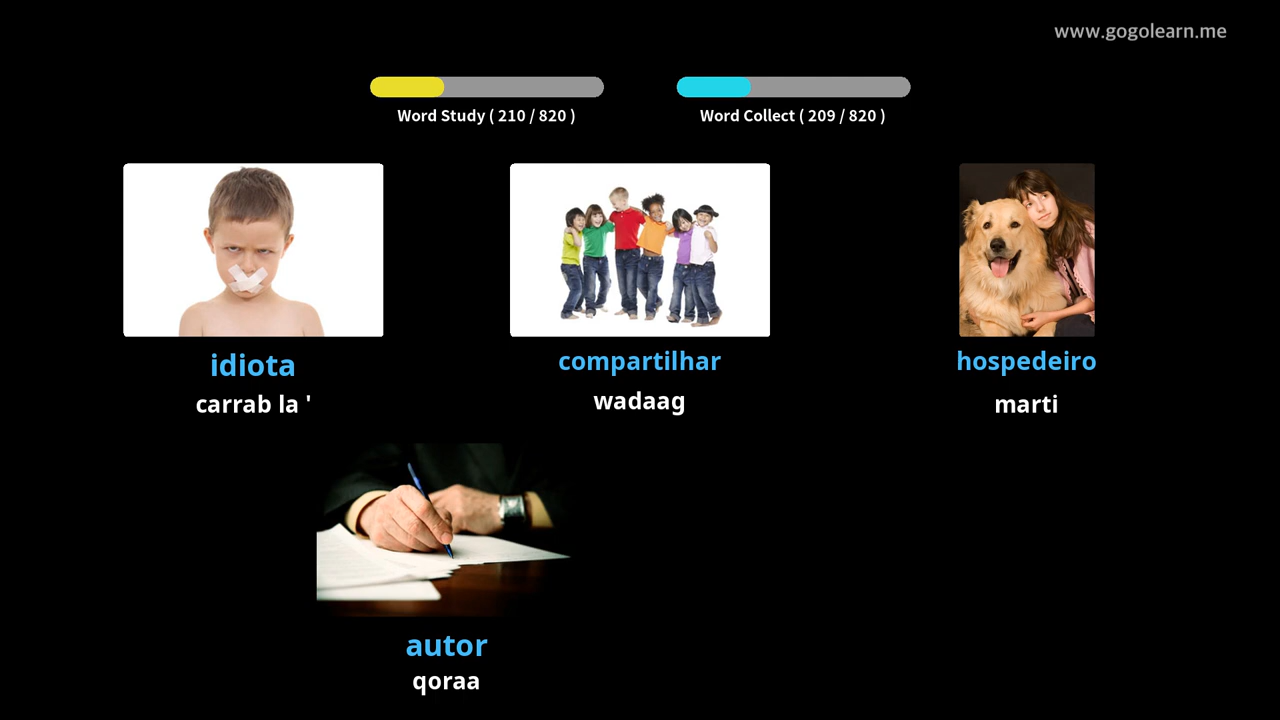 www.gogolearn.me
Word Study ( 210 / 820 )
Word Collect ( 209 / 820 )
idiota
compartilhar
hospedeiro
carrab la '
wadaag
marti
autor
qoraa